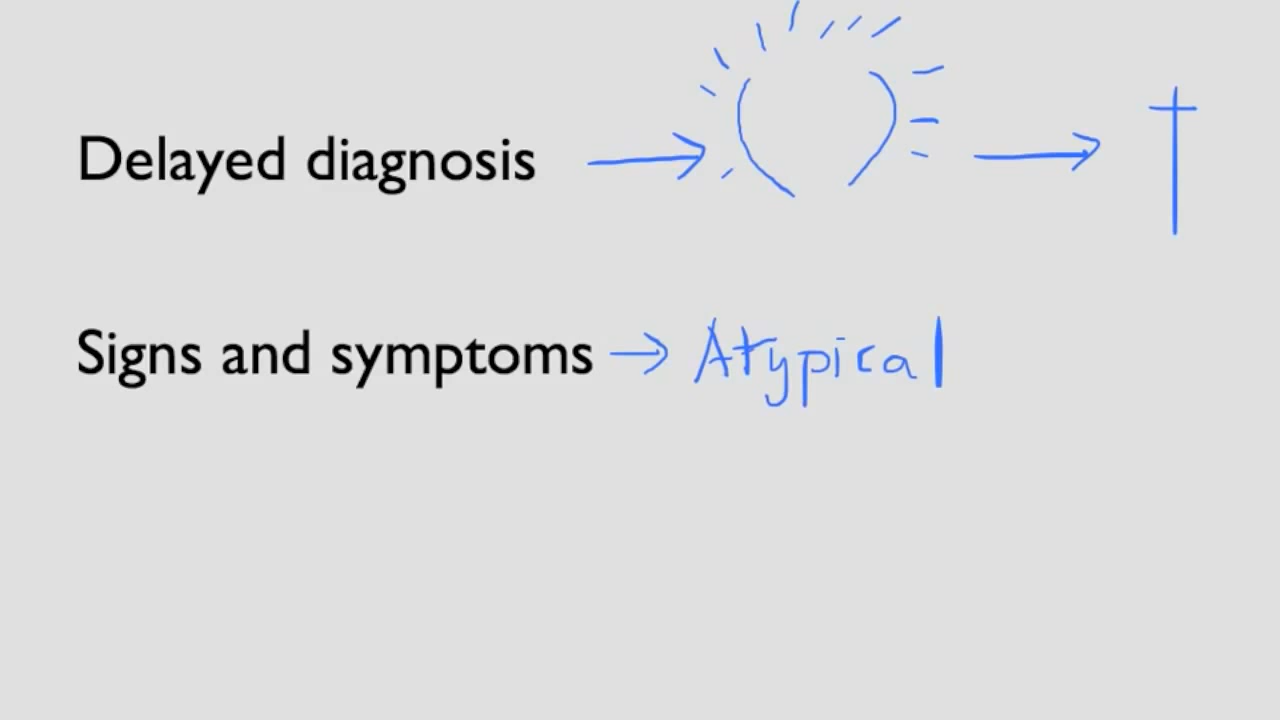 Delayed diagnosis
Signs and symptoms → Atypical